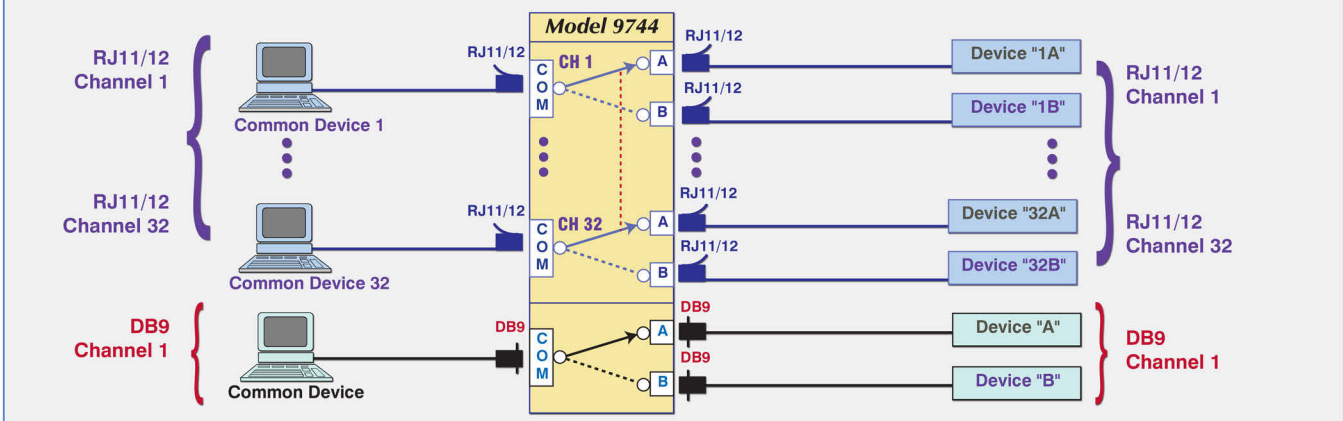 Model 9744
RJ11/12
Channel 1
Common Device 1
RJ11/12
COM
CH 1
A
B
RJ11/12
RJ11/12
Device "1A"
Device "1B"
RJ11/12
Channel 1
RJ11/12
Channel 32
Common Device 32
RJ11/12
COM
CH 32
A
B
RJ11/12
RJ11/12
Device "32A"
Device "32B"
RJ11/12
Channel 32
DB9
Channel 1
Common Device
DB9
COM
A
B
DB9
DB9
Device "A"
Device "B"
DB9
Channel 1